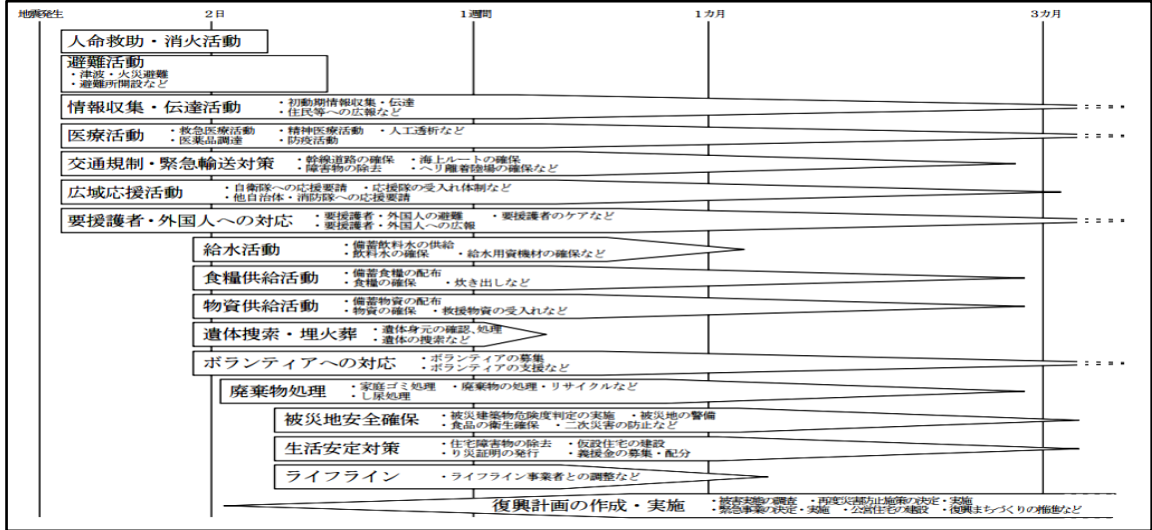 地震発生 2日 1週間 1カ月 3カ月
人命救助・消火活動
避難活動
・津波・火災避難
・避難所開設など
情報収集・伝達活動 ・初動期情報収集・伝達
・住民等への広報など
医療活動 ・救急医療活動 ・精神医療活動 ・人工透析など
・医薬品調達 ・防疫活動
交通規制・緊急輸送対策 ・幹線道路の確保 ・海上ルートの確保
・障害物の除去 ・ヘリ離着陸場の確保など
広域応援活動 ・自衛隊への応援要請 ・応援隊の受入れ体制など
・他自治体・消防隊への応援要請
要援護者・外国人への対応 ・要援護者・外国人の避難 ・要援護者のケアなど
・要援護者・外国人への広報
給水活動 ・備蓄飲料水の供給
・飲料水の確保 ・給水用資機材の確保など
食糧供給活動 ・備蓄食糧の配布
・食糧の確保 ・炊き出しなど
物資供給活動 ・備蓄物資の配布
・物資の確保 ・救援物資の受入れなど
遺体捜索・埋火葬 ・遺体身元の確認、処理
・遺体の捜索など
ボランティアへの対応 ・ボランティアの募集
・ボランティアの支援など
廃棄物処理 ・家庭ゴミ処理 ・廃棄物の処理・リサイクルなど
・し尿処理
被災地安全確保 ・被災建築物危険度判定の実施 ・被災地の警備
・食品の衛生確保 ・二次災害の防止など
生活安定対策 ・住宅障害物の除去 ・仮設住宅の建設
・り災証明の発行 ・義援金の募集・配分
ライフライン ・ライフライン事業者との調整など
復興計画の作成・実施 ・被害実態の調査 ・再度災害防止施策の決定・実施
・緊急事業の決定・実施 ・公営住宅の建設 ・復興まちづくりの推進など